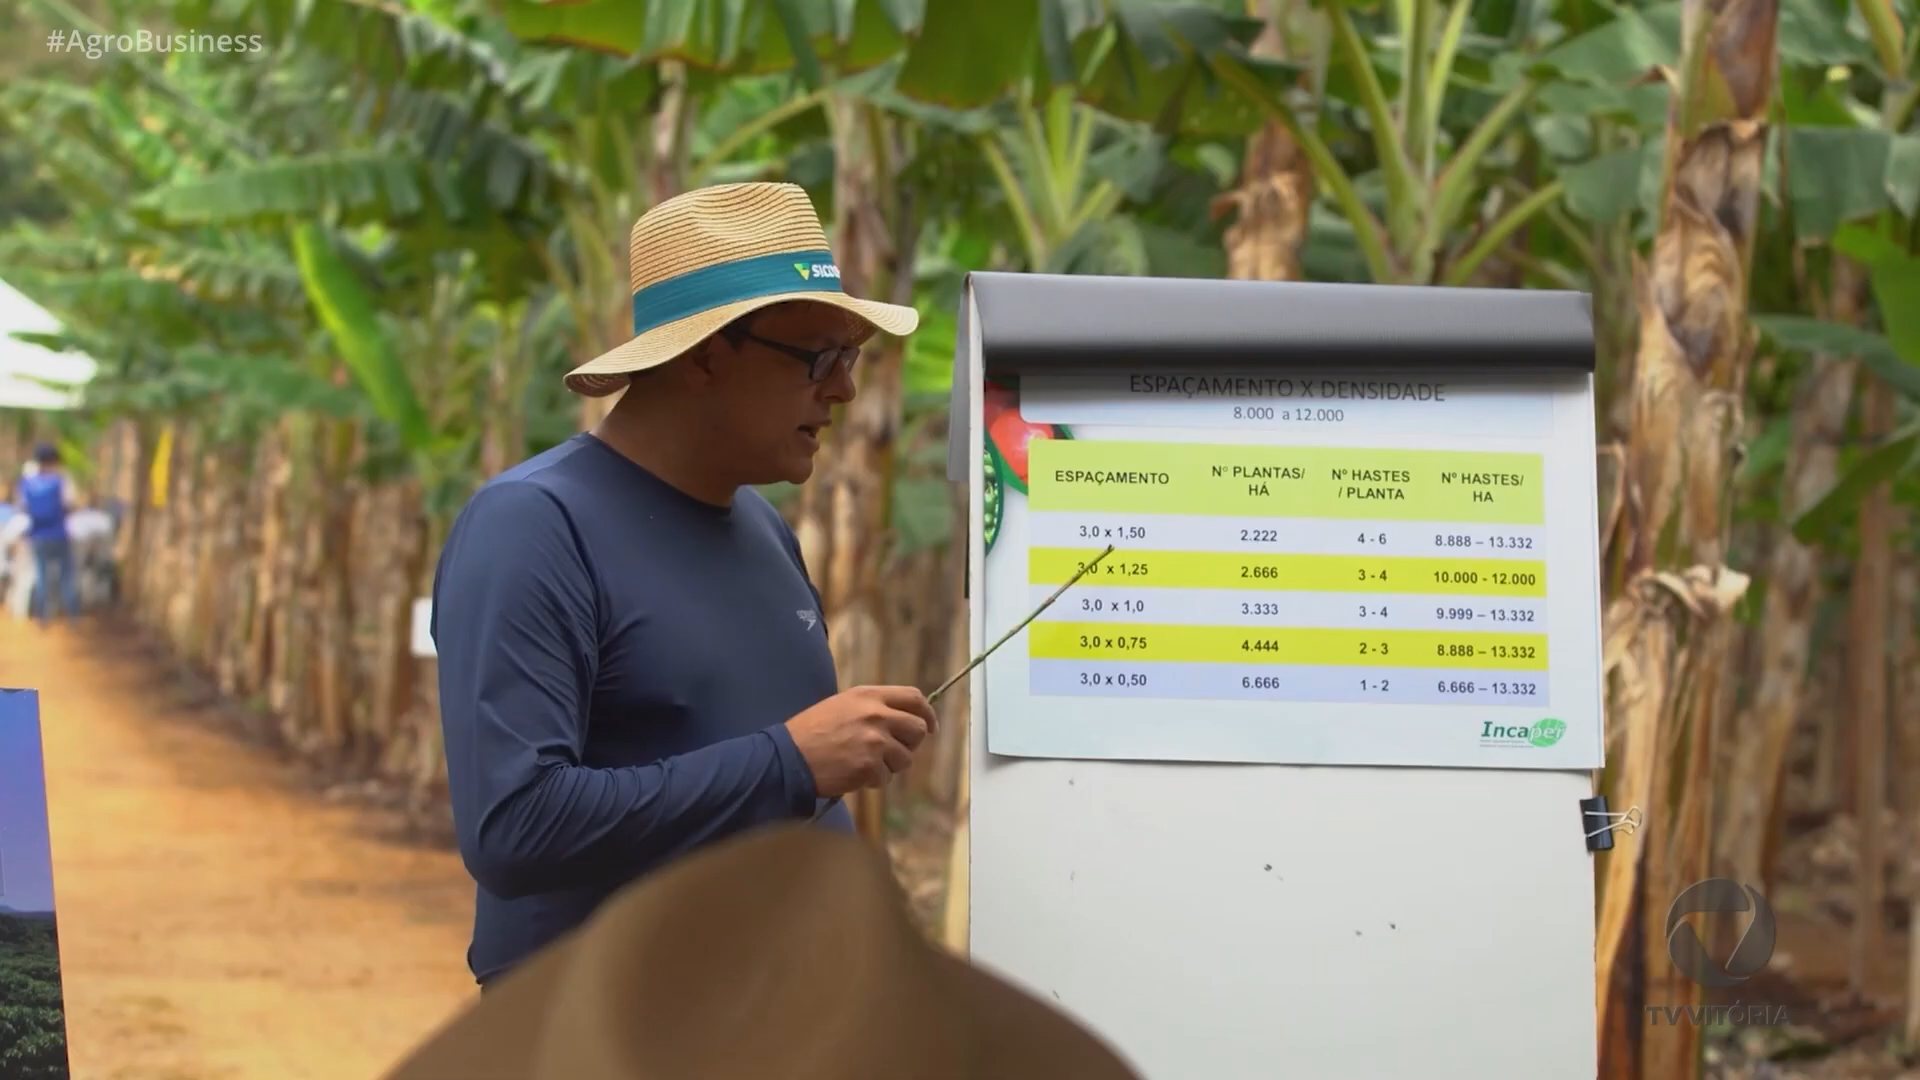 #AgroBusiness
SICOO
ESPAÇAMENTO X DENSIDADE
8.000 a 12.000
ESPAÇAMENTO Nº PLANTAS/ HÁ Nº HASTES / PLANTA Nº HASTES/ HA
3,0 x 1,50 2.222 4 - 6 8.888 – 13.332
3,0 x 1,25 2.666 3 - 4 10.000 - 12.000
3,0 x 1,0 3.333 3 - 4 9.999 – 13.332
3,0 x 0,75 4.444 2 - 3 8.888 – 13.332
3,0 x 0,50 6.666 1 - 2 6.666 – 13.332
Incaper
TV VITÓRIA